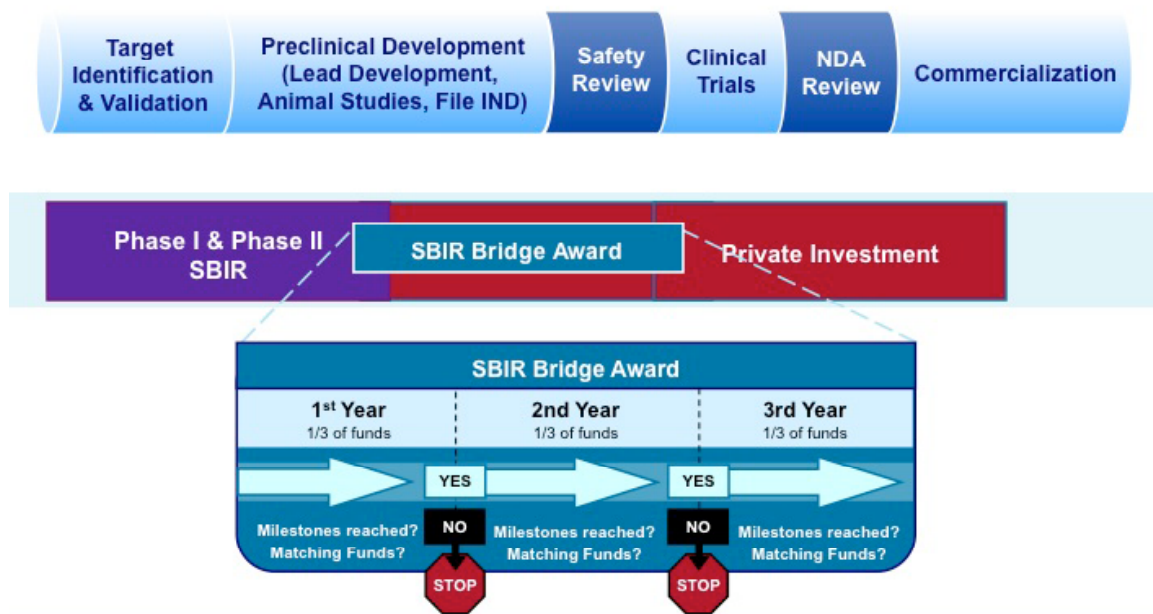 Target
Identification
& Validation
Preclinical Development
(Lead Development,
Animal Studies, File IND)
Safety
Review
Clinical
Trials
NDA
Review
Commercialization
Phase I & Phase II
SBIR
SBIR Bridge Award
Private Investment
SBIR Bridge Award
1st Year
1/3 of funds
2nd Year
1/3 of funds
3rd Year
1/3 of funds
YES
YES
NO
NO
Milestones reached?
Matching Funds?
Milestones reached?
Matching Funds?
Milestones reached?
Matching Funds?
STOP
STOP